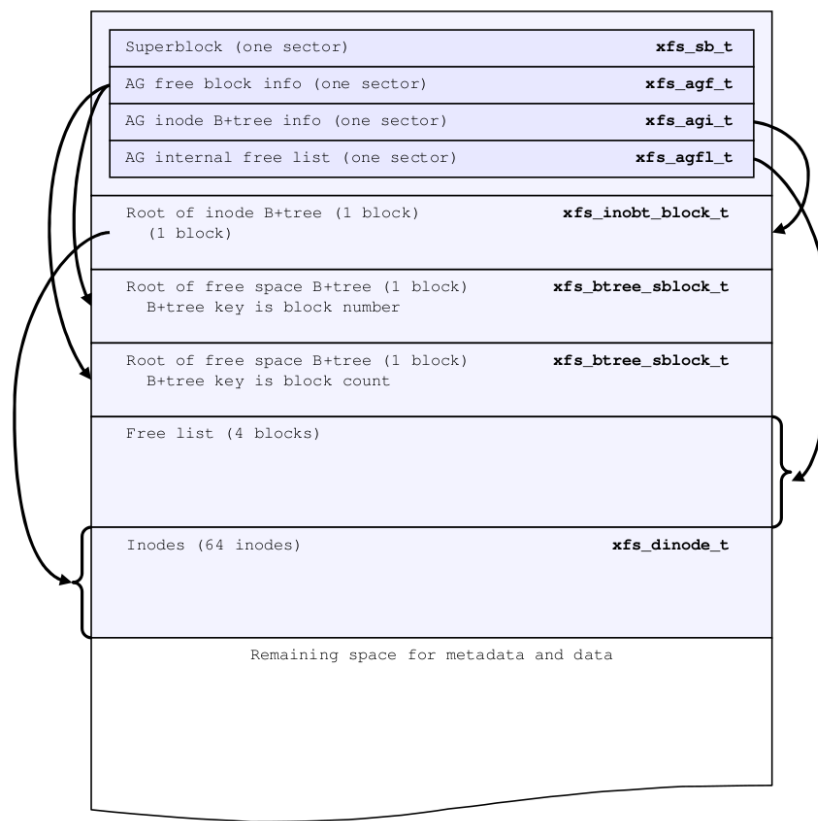 Superblock (one sector) xfs_sb_t
AG free block info (one sector) xfs_agf_t
AG inode B+tree info (one sector) xfs_agi_t
AG internal free list (one sector) xfs_agfl_t
Root of inode B+tree (1 block) xfs_inobt_block_t
(1 block)
Root of free space B+tree (1 block) xfs_btree_sblock_t
B+tree key is block number
Root of free space B+tree (1 block) xfs_btree_sblock_t
B+tree key is block count
Free list (4 blocks)
Inodes (64 inodes) xfs_dinode_t
Remaining space for metadata and data